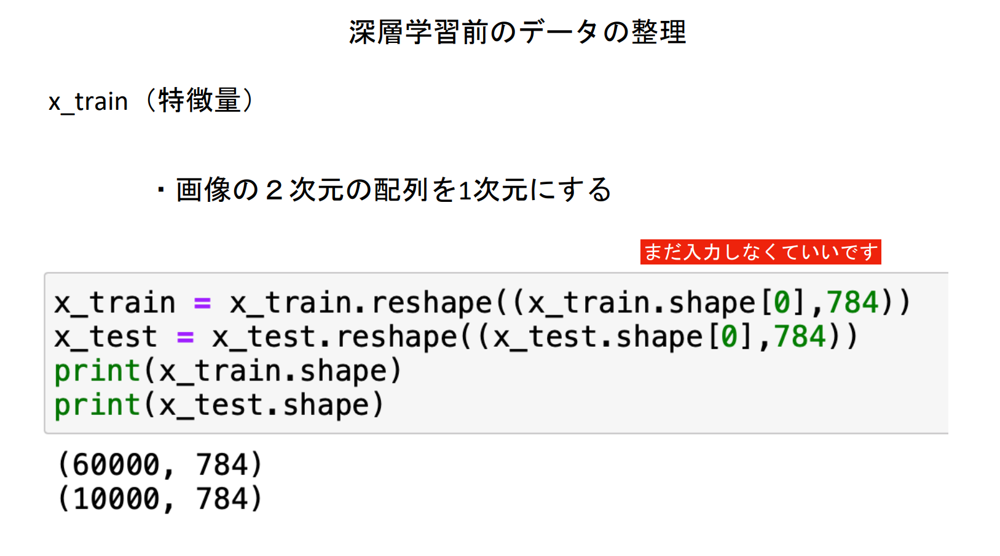 深層学習前のデータの整理
x_train（特徴量）
・画像の２次元の配列を1次元にする
まだ入力しなくていいです
x_train = x_train.reshape((x_train.shape[0],784))
x_test = x_test.reshape((x_test.shape[0],784))
print(x_train.shape)
print(x_test.shape)
(60000, 784)
(10000, 784)